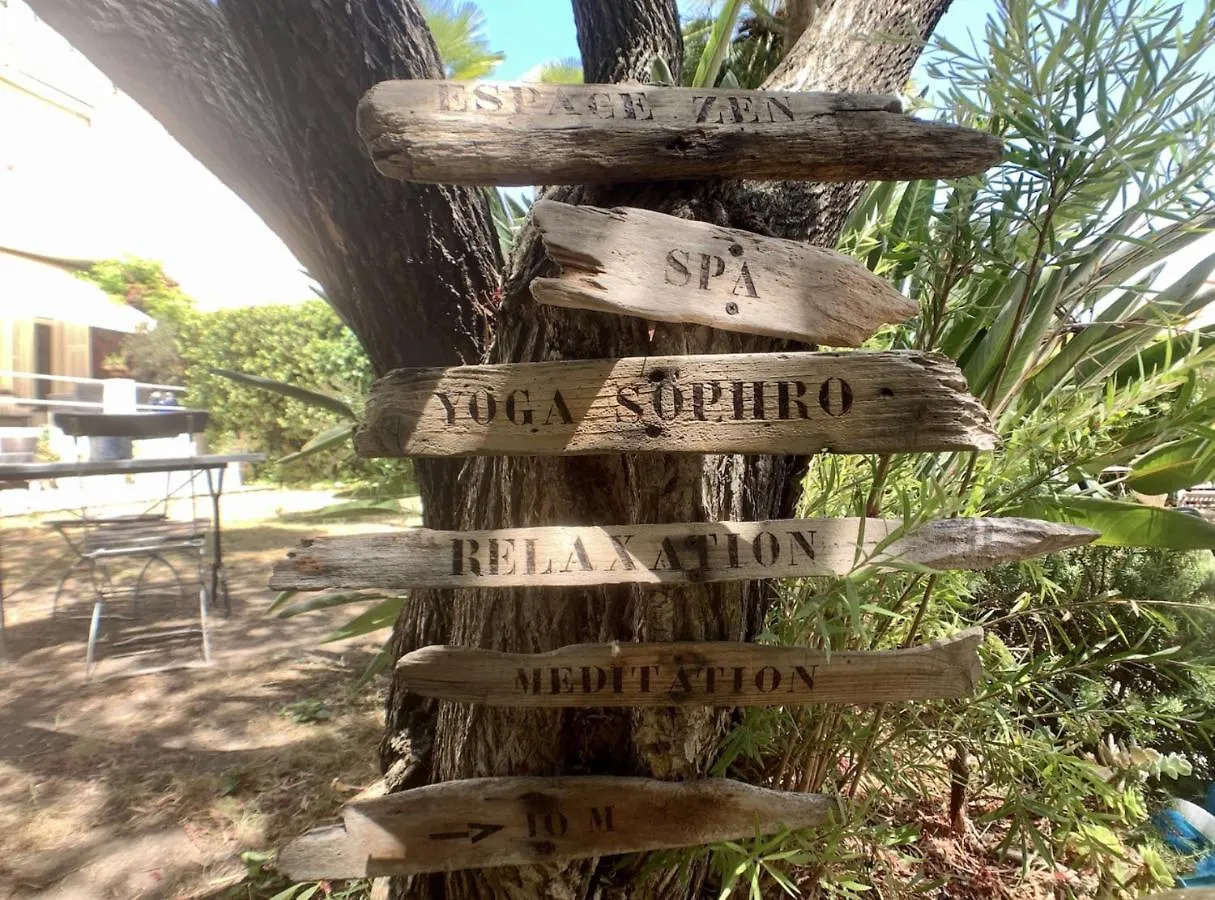 ESPACE ZEN
SPA
YOGA SOPHRO
RELAXATION
MEDITATION
10 M